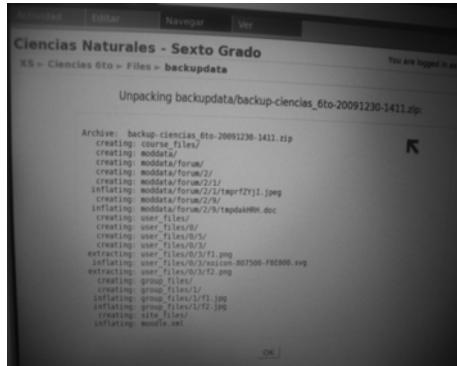 Actividad Editar Navegar Ver
Ciencias Naturales - Sexto Grado
You are logged in as
XS ► Ciencias 6to ► Files ► backupdata
Unpacking backupdata/backup-ciencias_6to-20091230-1411.zip:
Archive: backup-ciencias_6to-20091230-1411.zip
creating: course_files/
creating: moddata/
creating: moddata/forum/
creating: moddata/forum/2/
creating: moddata/forum/2/1/
inflating: moddata/forum/2/1/tmprfZYjI.jpeg
creating: moddata/forum/2/9/
inflating: moddata/forum/2/9/tmpdakHRH.doc
creating: user_files/
creating: user_files/0/
creating: user_files/0/5/
creating: user_files/0/3/
extracting: user_files/0/3/f1.png
inflating: user_files/0/3/xoicon-807500-F8E800.svg
extracting: user_files/0/3/f2.png
creating: group_files/
creating: group_files/1/
inflating: group_files/1/f1.jpg
inflating: group_files/1/f2.jpg
creating: site_files/
inflating: moodle.xml
OK